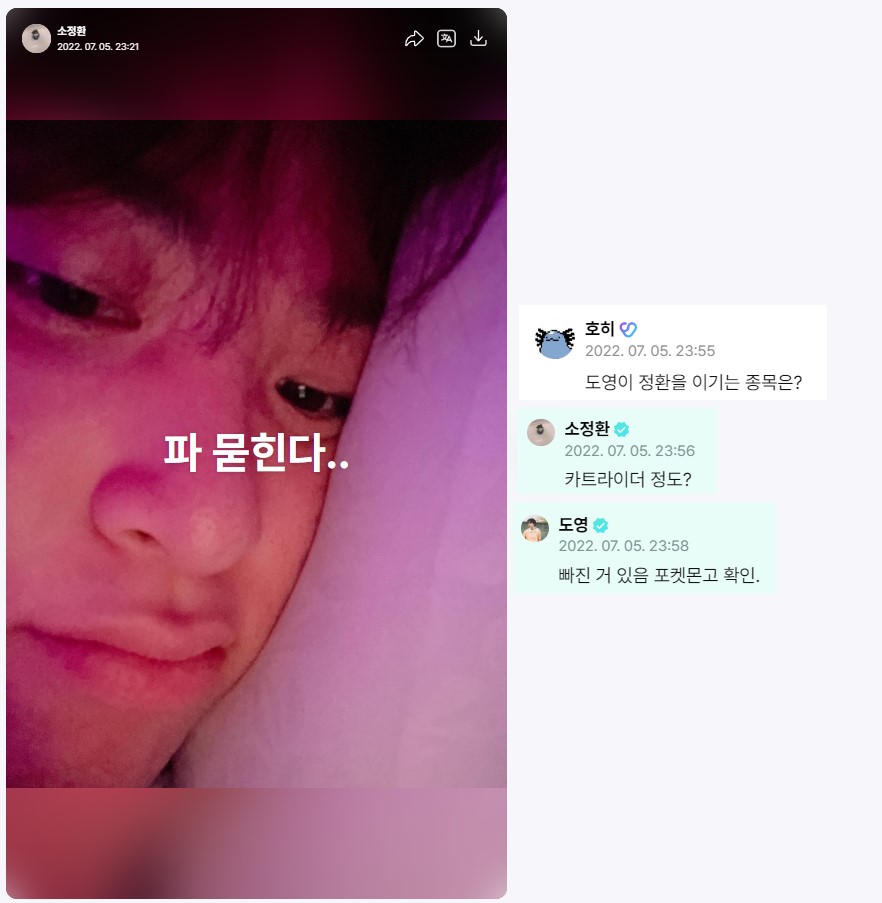 소정환
2022. 07. 05. 23:21
파 묻힌다..
호히
2022. 07. 05. 23:55
도영이 정환을 이기는 종목은?
소정환
2022. 07. 05. 23:56
카트라이더 정도?
도영
2022. 07. 05. 23:58
빠진 거 있음 포켓몬고 확인.